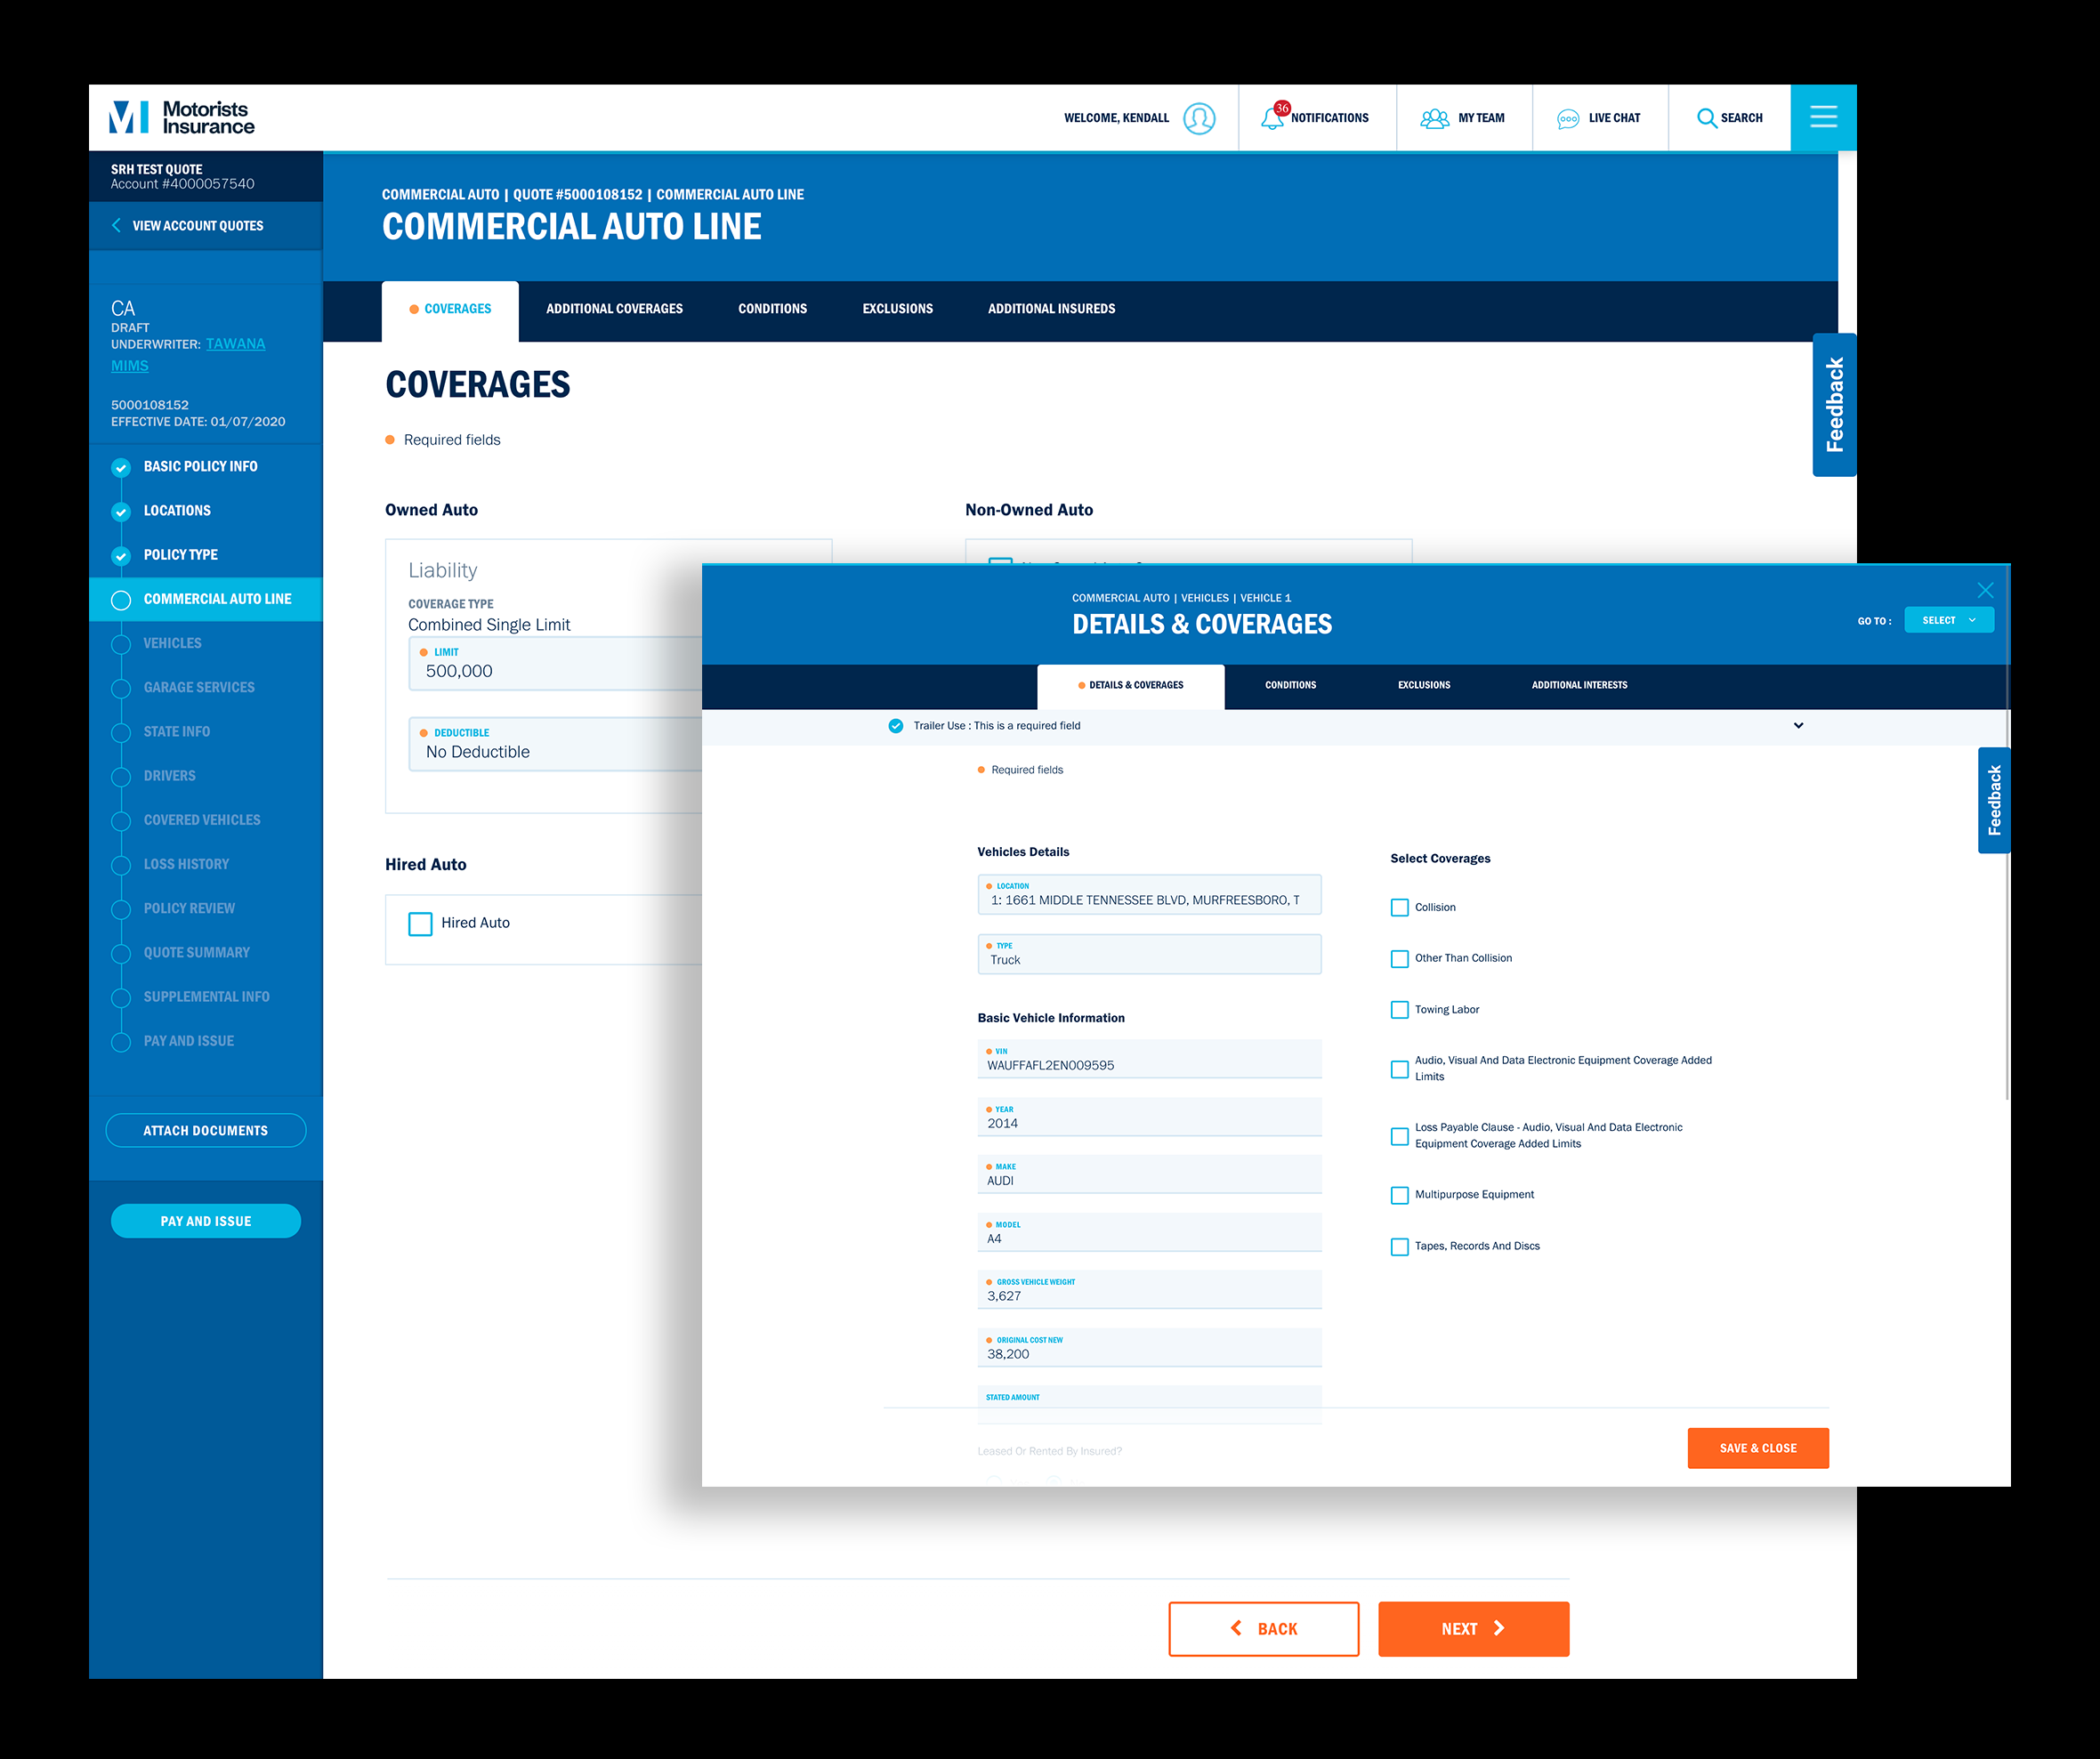 Motorists
Insurance
WELCOME, KENDALL
36
NOTIFICATIONS
MY TEAM
LIVE CHAT
SEARCH
SRH TEST QUOTE
Account #4000057540
VIEW ACCOUNT QUOTES
CA
DRAFT
UNDERWRITER: TAWANA
MIMS
5000108152
EFFECTIVE DATE: 01/07/2020
BASIC POLICY INFO
LOCATIONS
POLICY TYPE
COMMERCIAL AUTO LINE
VEHICLES
GARAGE SERVICES
STATE INFO
DRIVERS
COVERED VEHICLES
LOSS HISTORY
POLICY REVIEW
QUOTE SUMMARY
SUPPLEMENTAL INFO
PAY AND ISSUE
ATTACH DOCUMENTS
PAY AND ISSUE
COMMERCIAL AUTO | QUOTE #5000108152 | COMMERCIAL AUTO LINE
COMMERCIAL AUTO LINE
COVERAGES
ADDITIONAL COVERAGES
CONDITIONS
EXCLUSIONS
ADDITIONAL INSUREDS
Feedback
COVERAGES
Required fields
Owned Auto
Liability
COVERAGE TYPE
Combined Single Limit
LIMIT
500,000
DEDUCTIBLE
No Deductible
Hired Auto
Hired Auto
Non-Owned Auto
BACK
NEXT
COMMERCIAL AUTO | VEHICLES | VEHICLE 1
DETAILS & COVERAGES
GO TO :
SELECT
DETAILS & COVERAGES
CONDITIONS
EXCLUSIONS
ADDITIONAL INTERESTS
Trailer Use : This is a required field
Required fields
Feedback
Vehicles Details
LOCATION
1: 1661 MIDDLE TENNESSEE BLVD, MURFREESBORO, T
TYPE
Truck
Basic Vehicle Information
VIN
WAUFFAFL2EN009595
YEAR
2014
MAKE
AUDI
MODEL
A4
GROSS VEHICLE WEIGHT
3,627
ORIGINAL COST NEW
38,200
STATED AMOUNT
Leased Or Rented By Insured?
Select Coverages
Collision
Other Than Collision
Towing Labor
Audio, Visual And Data Electronic Equipment Coverage Added
Limits
Loss Payable Clause - Audio, Visual And Data Electronic
Equipment Coverage Added Limits
Multipurpose Equipment
Tapes, Records And Discs
SAVE & CLOSE